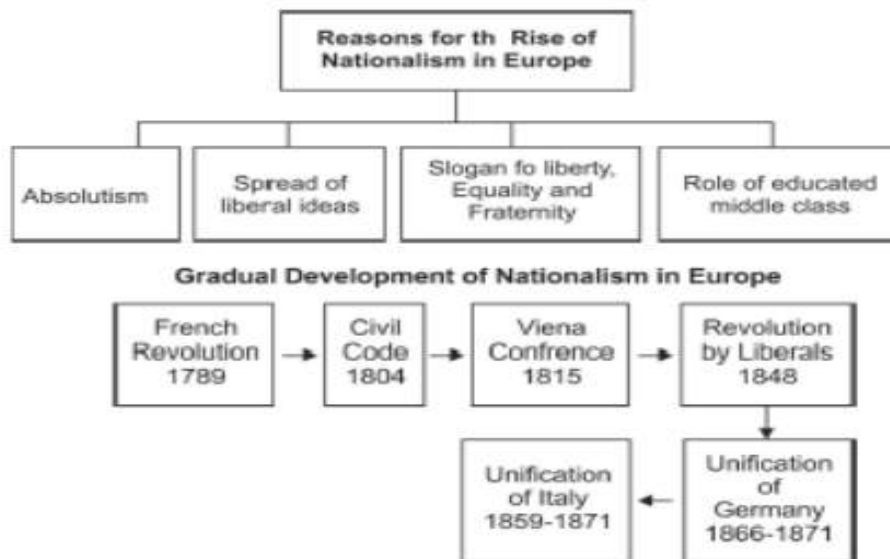 Reasons for th Rise of
Nationalism in Europe
Absolutism
Spread of
liberal ideas
Slogan fo liberty,
Equality and
Fraternity
Role of educated
middle class
Gradual Development of Nationalism in Europe
French
Revolution
1789
Civil
Code
1804
Viena
Confrence
1815
Revolution
by Liberals
1848
Unification
of
Germany
1866-1871
Unification
of Italy
1859-1871